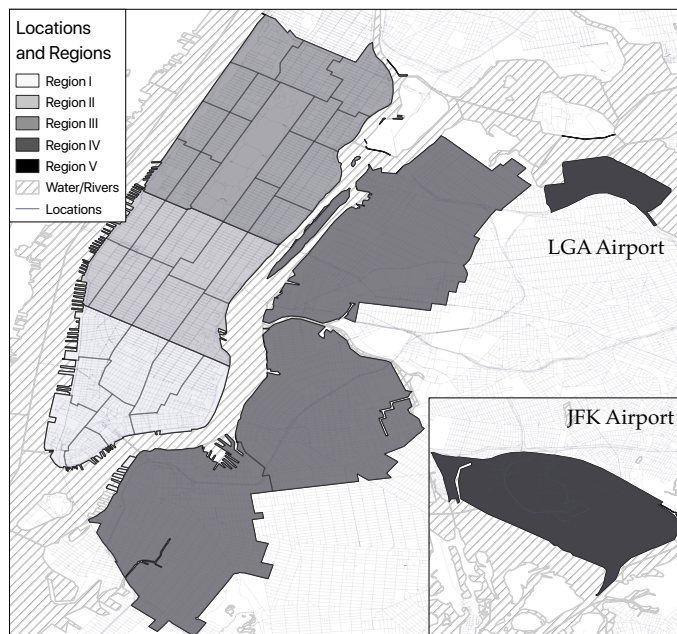 Locations
and Regions
Region I
Region II
Region III
Region IV
Region V
Water/Rivers
Locations
LGA Airport
JFK Airport